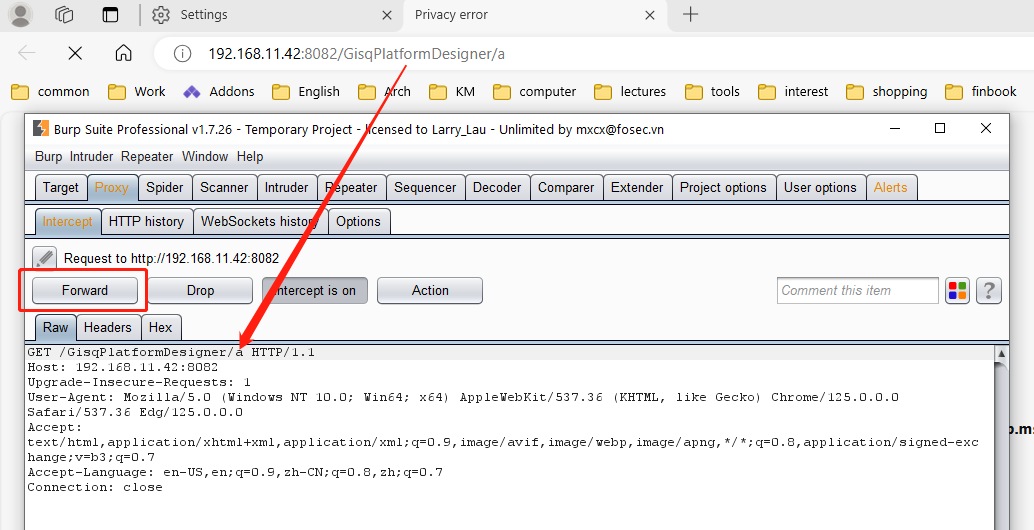 Settings
Privacy error
192.168.11.42:8082/GisqPlatformDesigner/a
common Work Addons English Arch KM computer lectures tools interest shopping finbook
Burp Suite Professional v1.7.26 - Temporary Project - licensed to Larry_Lau - Unlimited by mxcx@fosec.vn
Burp Intruder Repeater Window Help
Target Proxy Spider Scanner Intruder Repeater Sequencer Decoder Comparer Extender Project options User options Alerts
Intercept HTTP history WebSockets history Options
Request to http://192.168.11.42:8082
Forward Drop Intercept is on Action Comment this item ?
Raw Headers Hex
GET /GisqPlatformDesigner/a HTTP/1.1
Host: 192.168.11.42:8082
Upgrade-Insecure-Requests: 1
User-Agent: Mozilla/5.0 (Windows NT 10.0; Win64; x64) AppleWebKit/537.36 (KHTML, like Gecko) Chrome/125.0.0.0
Safari/537.36 Edg/125.0.0.0
Accept:
text/html,application/xhtml+xml,application/xml;q=0.9,image/avif,image/webp,image/apng,*/*;q=0.8,application/signed-exc
hange;v=b3;q=0.7
Accept-Language: en-US,en;q=0.9,zh-CN;q=0.8,zh;q=0.7
Connection: close